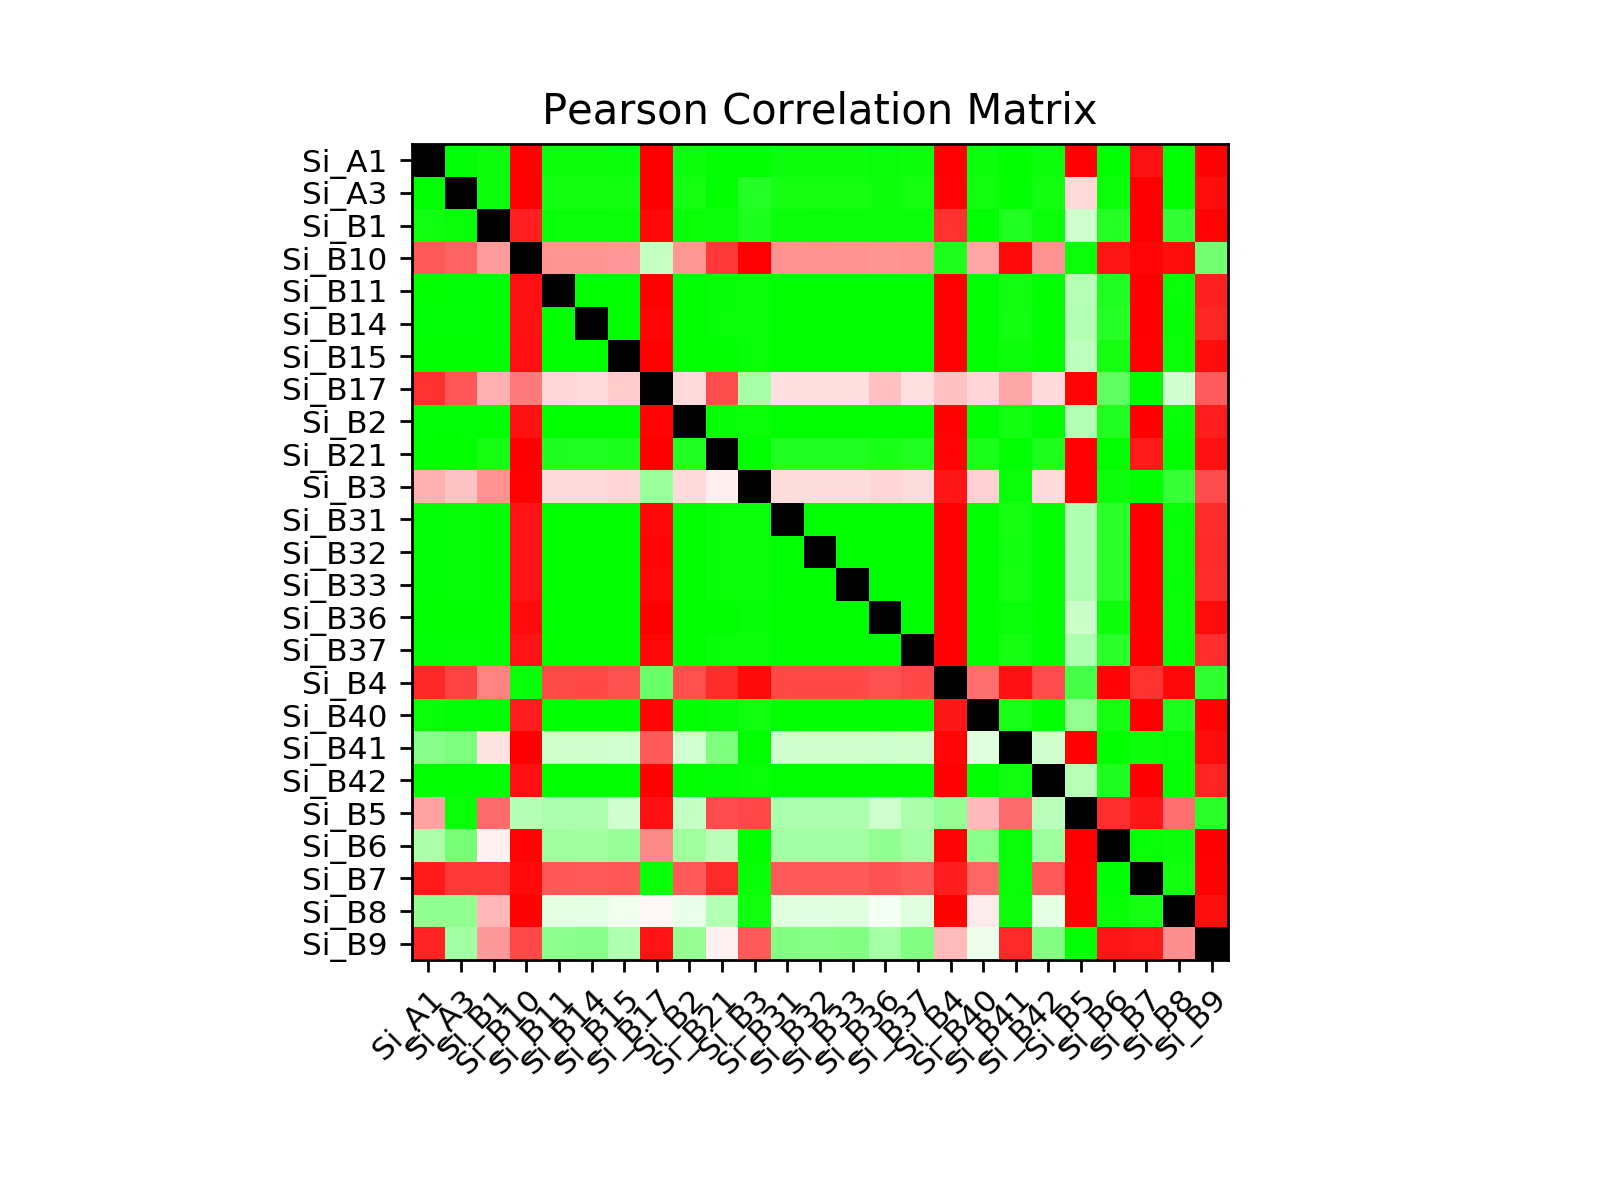 Pearson Correlation Matrix
Si_A1
Si_A3
Si_B1
Si_B10
Si_B11
Si_B14
Si_B15
Si_B17
Si_B2
Si_B21
Si_B3
Si_B31
Si_B32
Si_B33
Si_B36
Si_B37
Si_B4
Si_B40
Si_B41
Si_B42
Si_B5
Si_B6
Si_B7
Si_B8
Si_B9
Si_A1 Si_A3 Si_B1 Si_B10 Si_B11 Si_B14 Si_B15 Si_B17 Si_B2 Si_B21 Si_B3 Si_B31 Si_B32 Si_B33 Si_B36 Si_B37 Si_B4 Si_B40 Si_B41 Si_B42 Si_B5 Si_B6 Si_B7 Si_B8 Si_B9